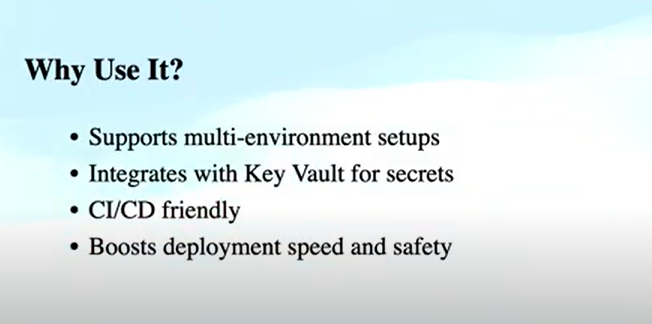 Why Use It?
• Supports multi-environment setups
• Integrates with Key Vault for secrets
• CI/CD friendly
• Boosts deployment speed and safety